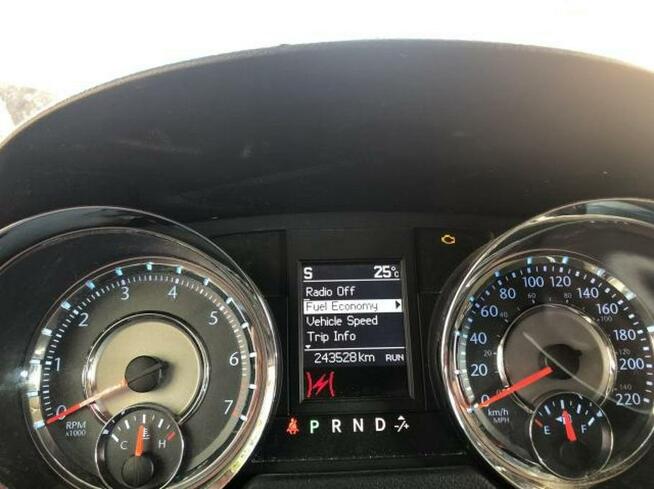 S 25°C
Radio Off
Fuel Economy
Vehicle Speed
Trip Info
243528 km RUN
P R N D
0 1 2 3 4 5 6 7
RPM
x1000
C H
0 20 40 60 80 100 120 140 160 180 200 220
km/h
MPH
E F